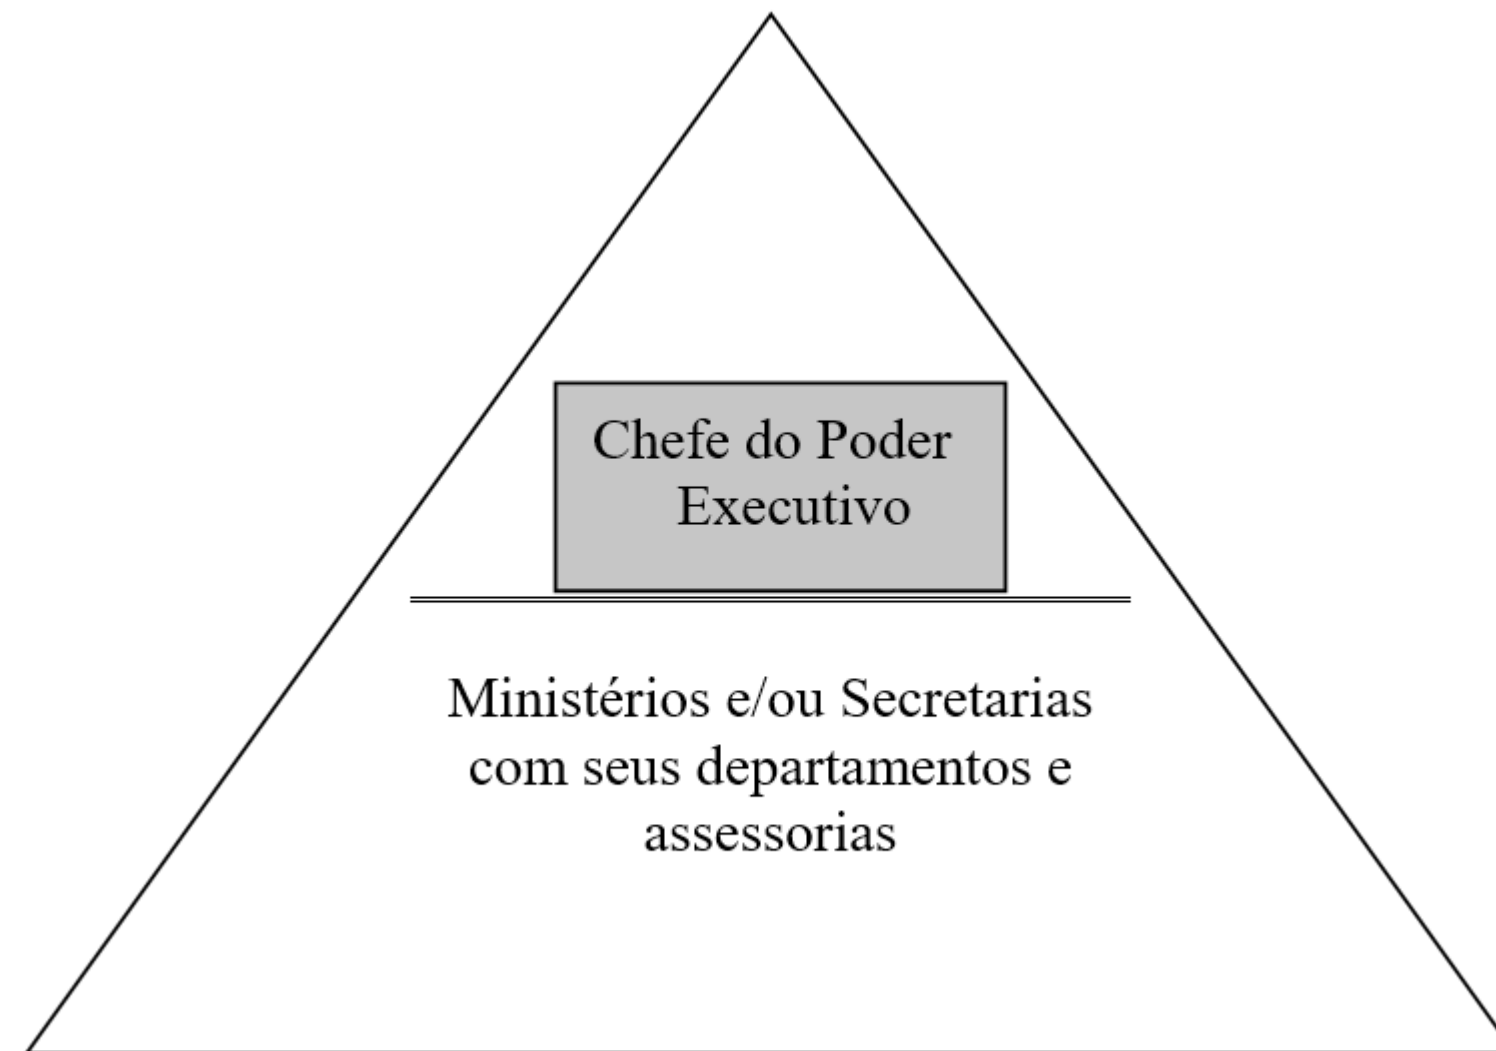 Chefe do Poder
Executivo
Ministérios e/ou Secretarias
com seus departamentos e
assessorias